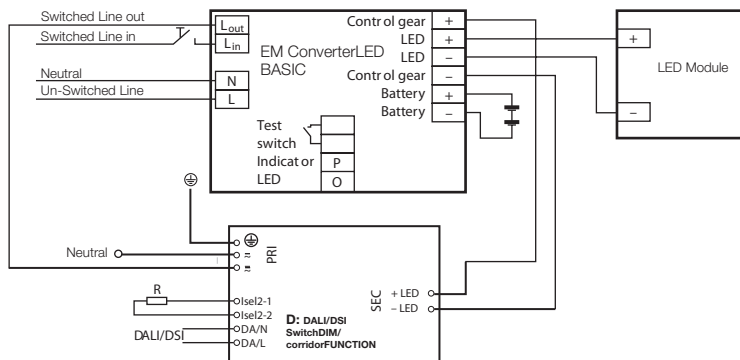 Switched Line out
Switched Line in
Neutral
Un-Switched Line
Lout
Lin
N
L
EM ConverterLED
BASIC
Control gear +
LED +
LED –
Control gear –
Battery +
Battery –
Test
switch
Indicat or
LED
P
O
+
LED Module
–
Neutral
PRI
R
Isel2-1
Isel2-2
DA/N
DA/L
DALI/DSI
D: DALI/DSI
SwitchDIM/
corridorFUNCTION
SEC
+ LED
– LED